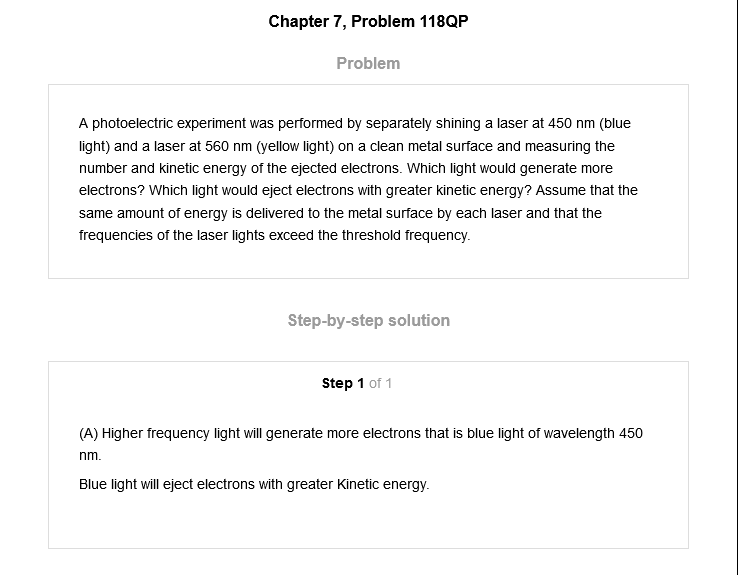 Chapter 7, Problem 118QP
Problem
A photoelectric experiment was performed by separately shining a laser at 450 nm (blue
light) and a laser at 560 nm (yellow light) on a clean metal surface and measuring the
number and kinetic energy of the ejected electrons. Which light would generate more
electrons? Which light would eject electrons with greater kinetic energy? Assume that the
same amount of energy is delivered to the metal surface by each laser and that the
frequencies of the laser lights exceed the threshold frequency.
Step-by-step solution
Step 1 of 1
(A) Higher frequency light will generate more electrons that is blue light of wavelength 450
nm.
Blue light will eject electrons with greater Kinetic energy.